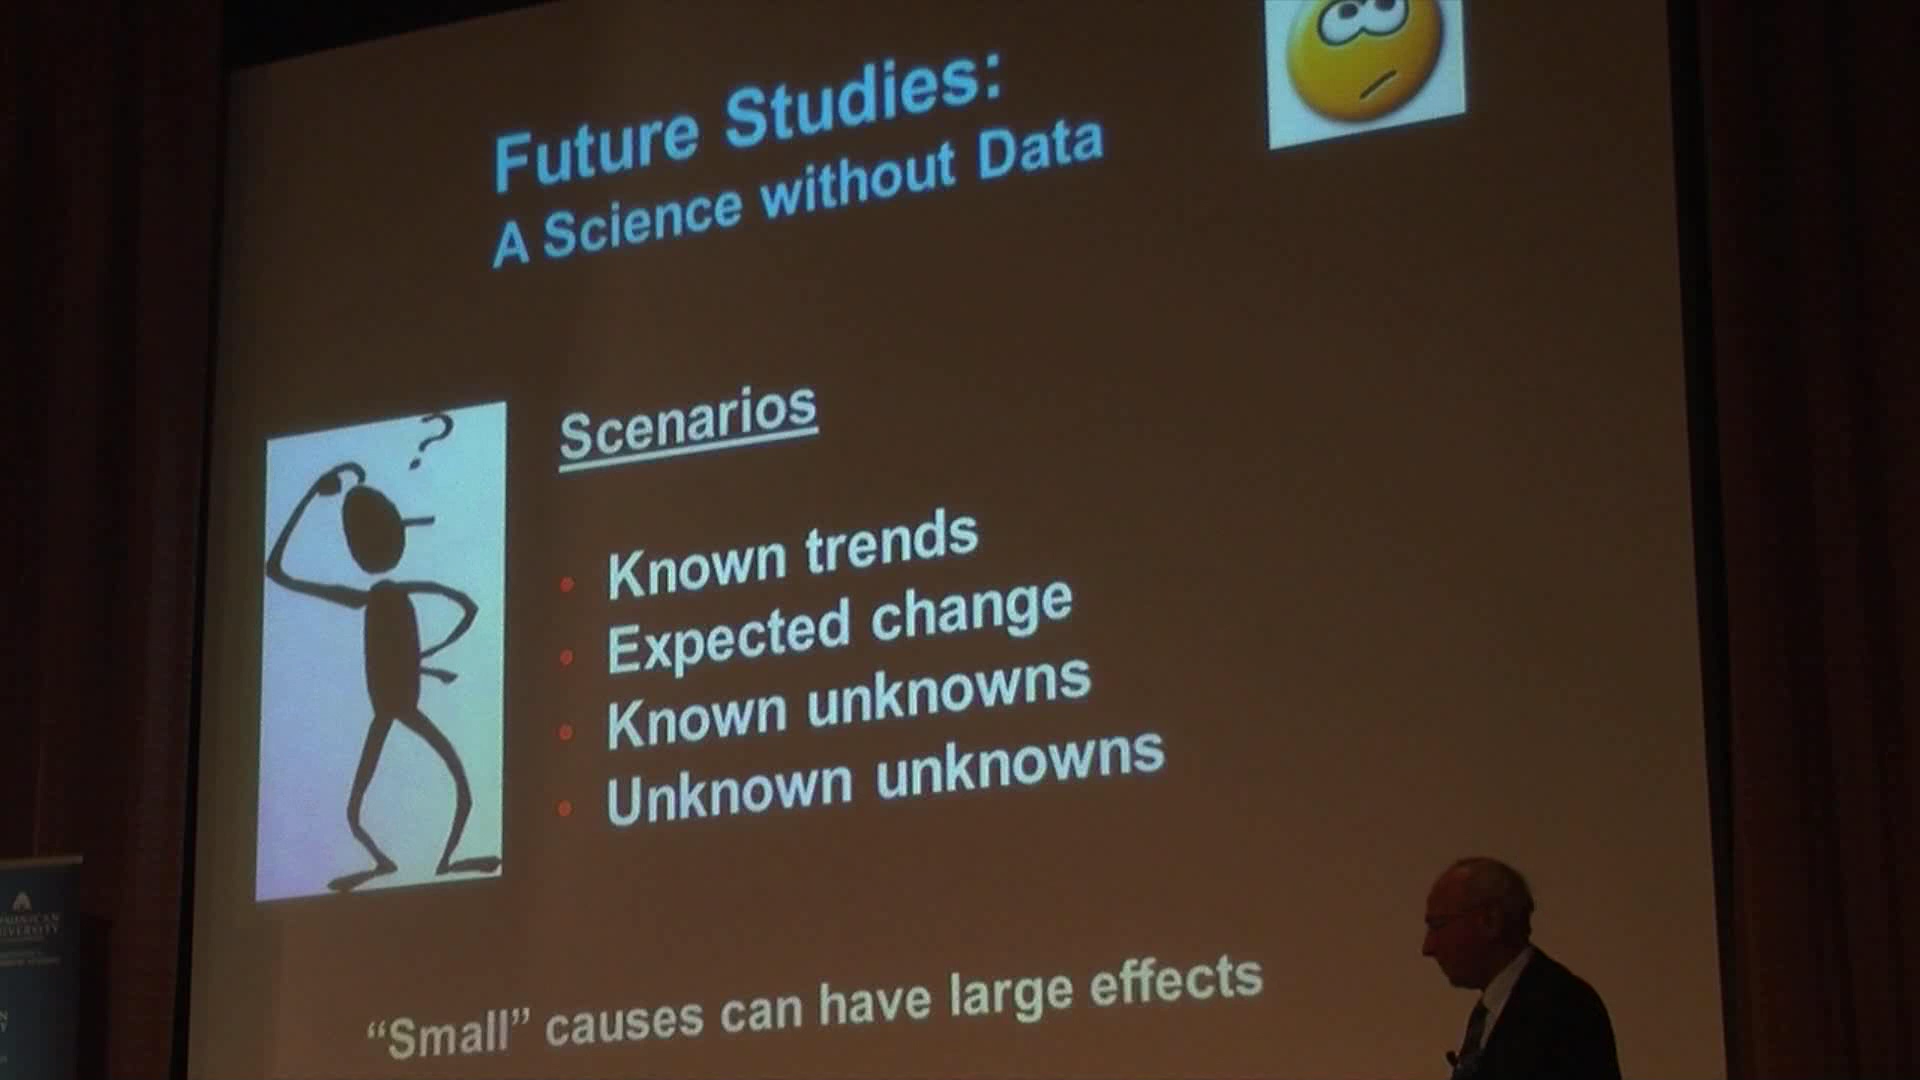 Future Studies:
A Science without Data
?
Scenarios
• Known trends
• Expected change
• Known unknowns
• Unknown unknowns
“Small” causes can have large effects